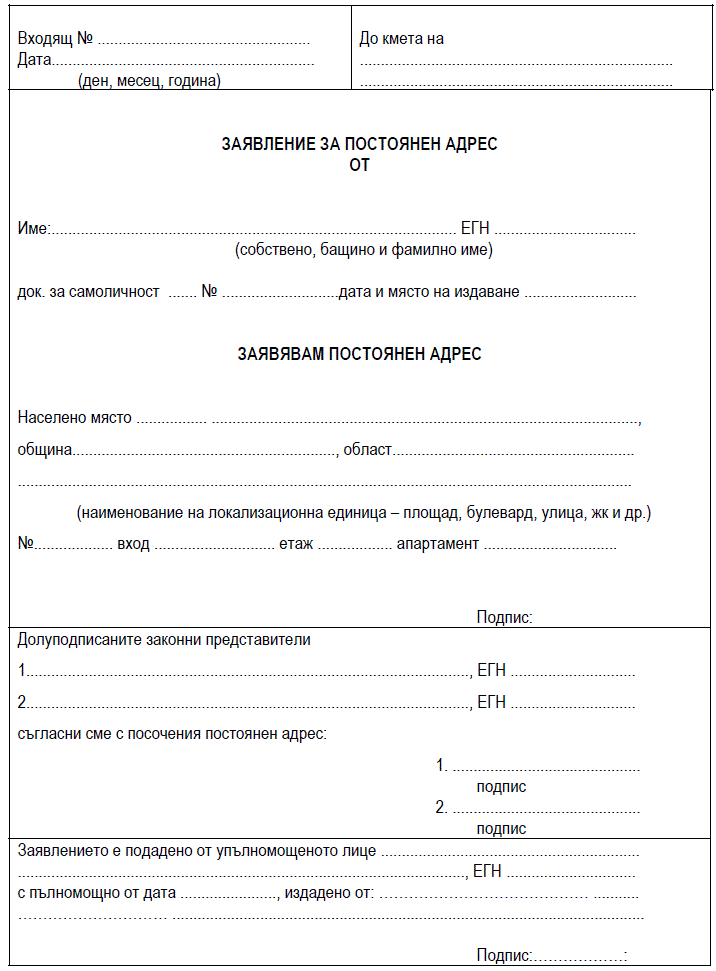 Входящ № ...................................................
Дата...............................................................
(ден, месец, година)
До кмета на
...........................................................................
...........................................................................
ЗАЯВЛЕНИЕ ЗА ПОСТОЯНЕН АДРЕС
ОТ
Име:................................................................................................. ЕГН ..................................
(собствено, бащино и фамилно име)
док. за самоличност ....... № ............................дата и място на издаване ...........................
ЗАЯВЯВАМ ПОСТОЯНЕН АДРЕС
Населено място ................. ......................................................................................................,
община..............................................................., област..........................................................
...................................................................................................................................................
(наименование на локализационна единица – площад, булевард, улица, жк и др.)
№................... вход ............................. етаж .................. апартамент ................................
Подпис:
Долуподписаните законни представители
1.........................................................................................................., ЕГН ..............................
2.........................................................................................................., ЕГН ..............................
съгласни сме с посочения постоянен адрес:
1. .............................................
подпис
2. .............................................
подпис
Заявлението е подадено от упълномощеното лице ..............................................................
..........................................................................................................., ЕГН ...............................
с пълномощно от дата ......................., издадено от: ………………………………… ...........
………………………… .................................................................................................................
Подпис:………………: